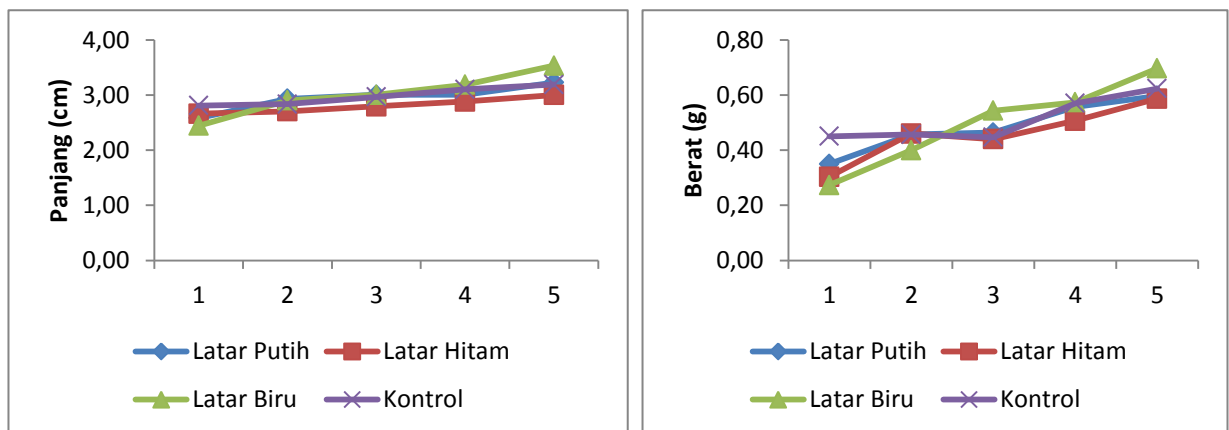 Panjang (cm)
4,00
3,00
2,00
1,00
0,00
1 2 3 4 5
Latar Putih Latar Hitam
Latar Biru Kontrol
Berat (g)
0,80
0,60
0,40
0,20
0,00
1 2 3 4 5
Latar Putih Latar Hitam
Latar Biru Kontrol